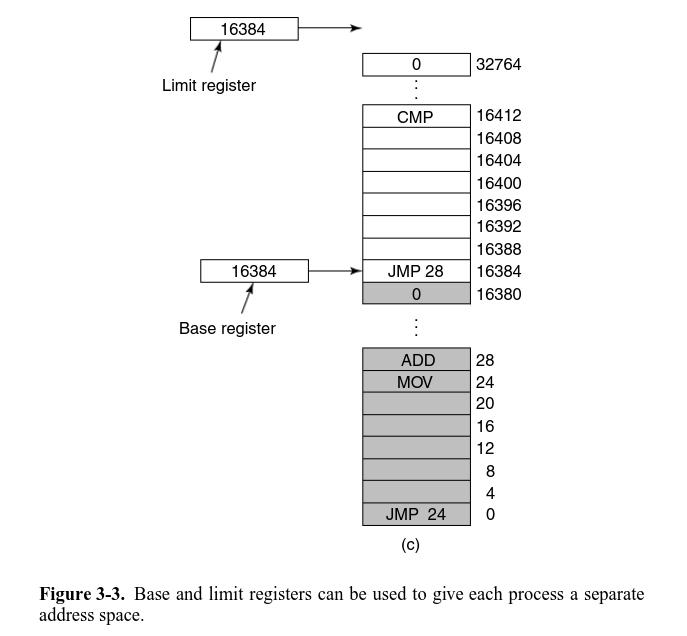 16384
Limit register
0 32764
CMP 16412
16408
16404
16400
16396
16392
16388
16384 JMP 28 16384
0 16380
Base register
ADD 28
MOV 24
20
16
12
8
4
JMP 24 0
(c)
Figure 3-3. Base and limit registers can be used to give each process a separate
address space.